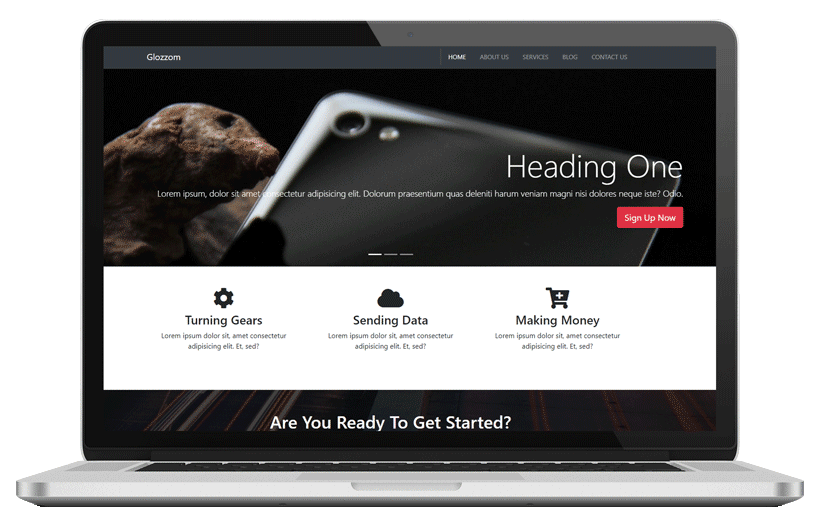 Glozzom
HOME ABOUT US SERVICES BLOG CONTACT US
Heading One
Lorem ipsum, dolor sit amet consectetur adipisicing elit. Dolorum praesentium quas deleniti harum veniam magni nisi dolores neque iste? Odio.
Sign Up Now
Turning Gears
Lorem ipsum dolor sit, amet consectetur
adipisicing elit. Et, sed?
Sending Data
Lorem ipsum dolor sit, amet consectetur
adipisicing elit. Et, sed?
Making Money
Lorem ipsum dolor sit, amet consectetur
adipisicing elit. Et, sed?
Are You Ready To Get Started?